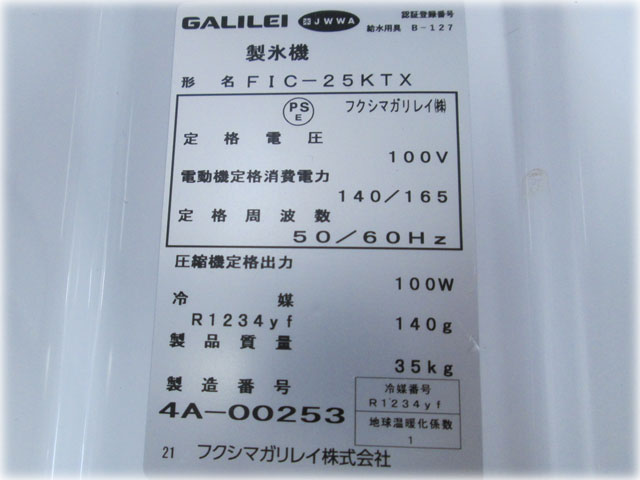 GALILEI JWWA 認証登録番号
給水用具 B-127
製氷機
形名 FIC-25KTX
PS E フクシマガリレイ㈱
定格電圧
100V
電動機定格消費電力
140/165
定格周波数
50/60Hz
圧縮機定格出力
100W
冷媒
R1234yf 140g
製品質量
35kg
製造番号
4A-00253
冷媒番号
R1234yf
地球温暖化係数
1
21 フクシマガリレイ株式会社